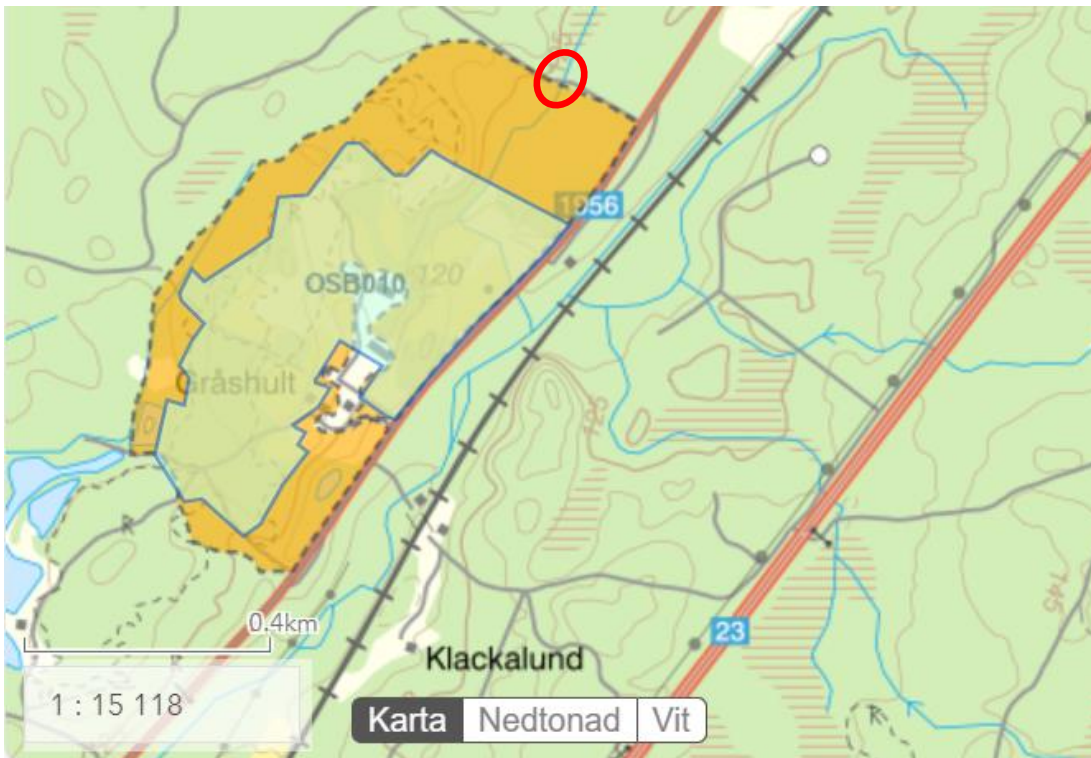 1956
OSB010
120
Gråshult
0.4km
23
Klackalund
1 : 15 118
Karta
Nedtonad
Vit